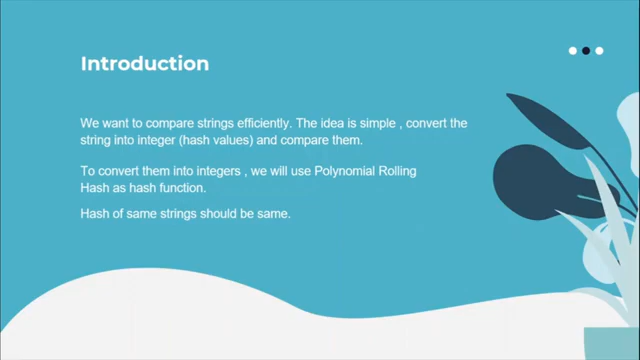 Introduction
We want to compare strings efficiently. The idea is simple , convert the
string into integer (hash values) and compare them.
To convert them into integers , we will use Polynomial Rolling
Hash as hash function.
Hash of same strings should be same.